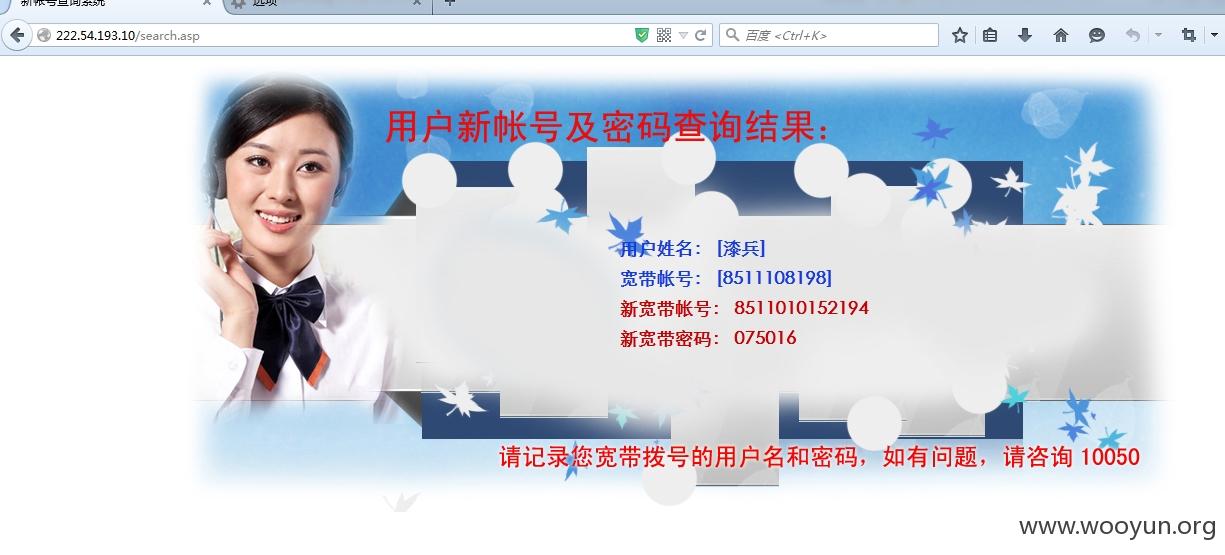 新帐号查询系统
选项
222.54.193.10/search.asp
百度 <Ctrl+K>
用户新帐号及密码查询结果：
用户姓名： [漆兵]
宽带帐号： [8511108198]
新宽带帐号： 8511010152194
新宽带密码： 075016
请记录您宽带拨号的用户名和密码，如有问题，请咨询 10050
www.wooyun.org